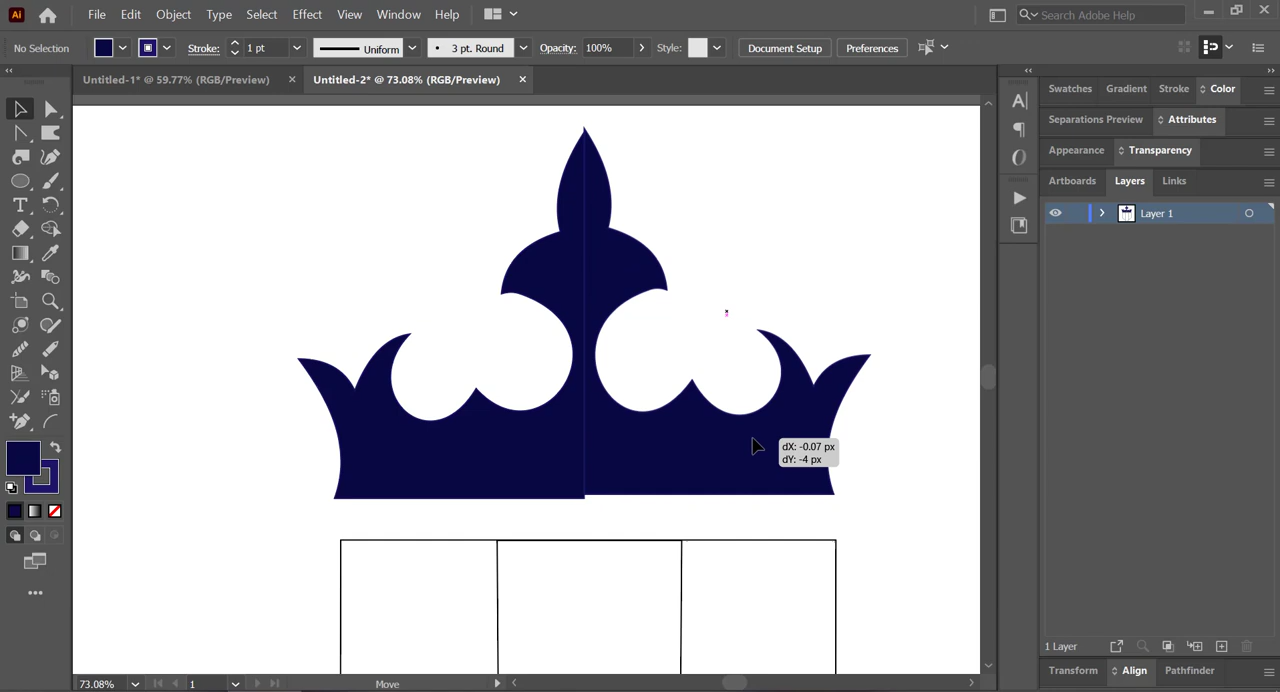 Ai File Edit Object Type Select Effect View Window Help Search Adobe Help
No Selection Stroke: 1 pt Uniform 3 pt. Round Opacity: 100% Style: Document Setup Preferences
Untitled-1* @ 59.77% (RGB/Preview) Untitled-2* @ 73.08% (RGB/Preview)
Swatches Gradient Stroke Color
Separations Preview Attributes
Appearance Transparency
Artboards Layers Links
Layer 1
dX: -0.07 px
dY: -4 px
1 Layer
Transform Align Pathfinder
73.08% 1 Move